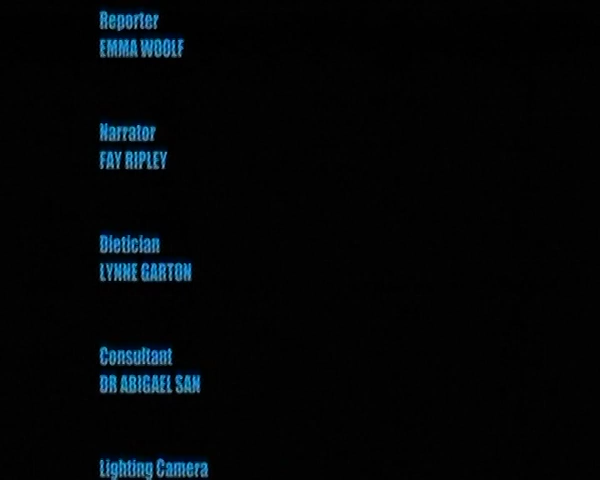 Reporter
EMMA WOOLF
Narrator
FAY RIPLEY
Dietician
LYNNE GARTON
Consultant
DR ABIGAEL SAN
Lighting Camera